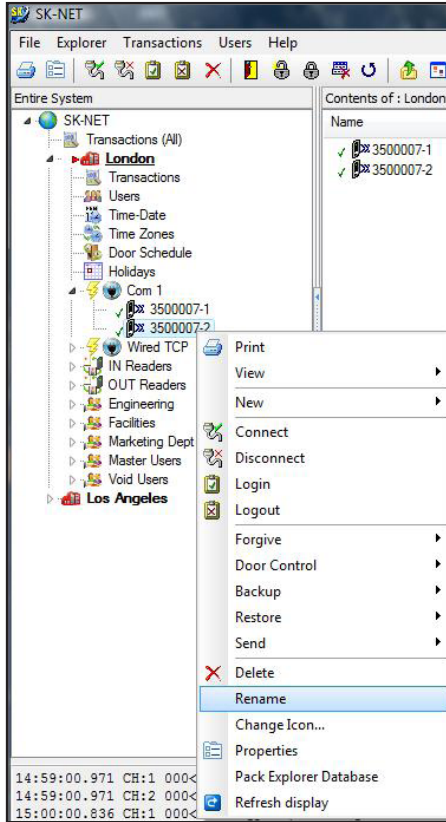 SK-NET
File Explorer Transactions Users Help
Entire System
SK-NET
Transactions (All)
London
Transactions
Users
Time-Date
Time Zones
Door Schedule
Holidays
Com 1
3500007-1
3500007-2
Wired TCP
IN Readers
OUT Readers
Engineering
Facilities
Marketing Dept
Master Users
Void Users
Los Angeles
Contents of : London
Name
3500007-1
3500007-2
Print
View
New
Connect
Disconnect
Login
Logout
Forgive
Door Control
Backup
Restore
Send
Delete
Rename
Change Icon...
Properties
Pack Explorer Database
Refresh display
14:59:00.971 CH:1 000<
14:59:00.971 CH:2 000<
15:00:00.836 CH:1 000<